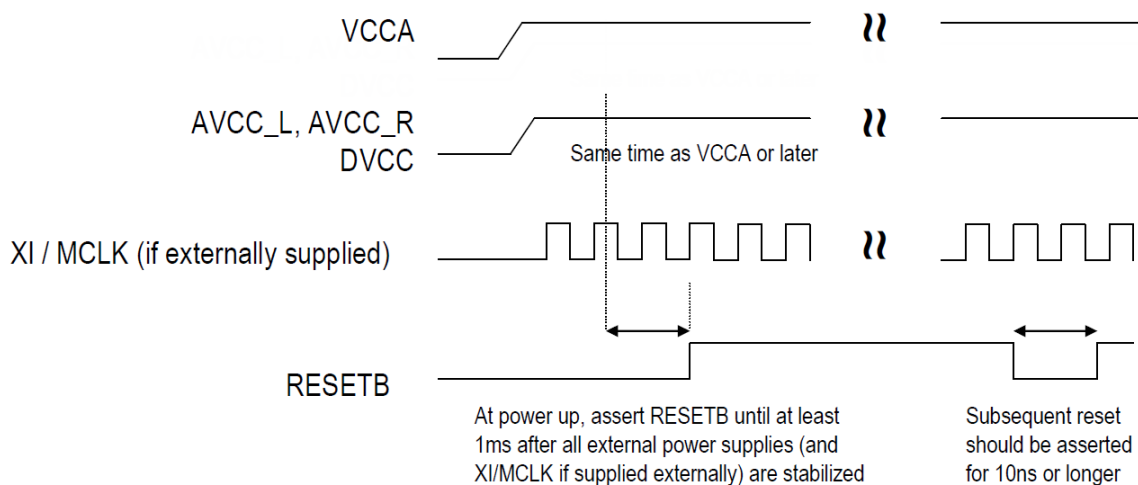 VCCA
AVCC_L, AVCC_R
DVCC
Same time as VCCA or later
XI / MCLK (if externally supplied)
RESETB
At power up, assert RESETB until at least
1ms after all external power supplies (and
XI/MCLK if supplied externally) are stabilized
Subsequent reset
should be asserted
for 10ns or longer